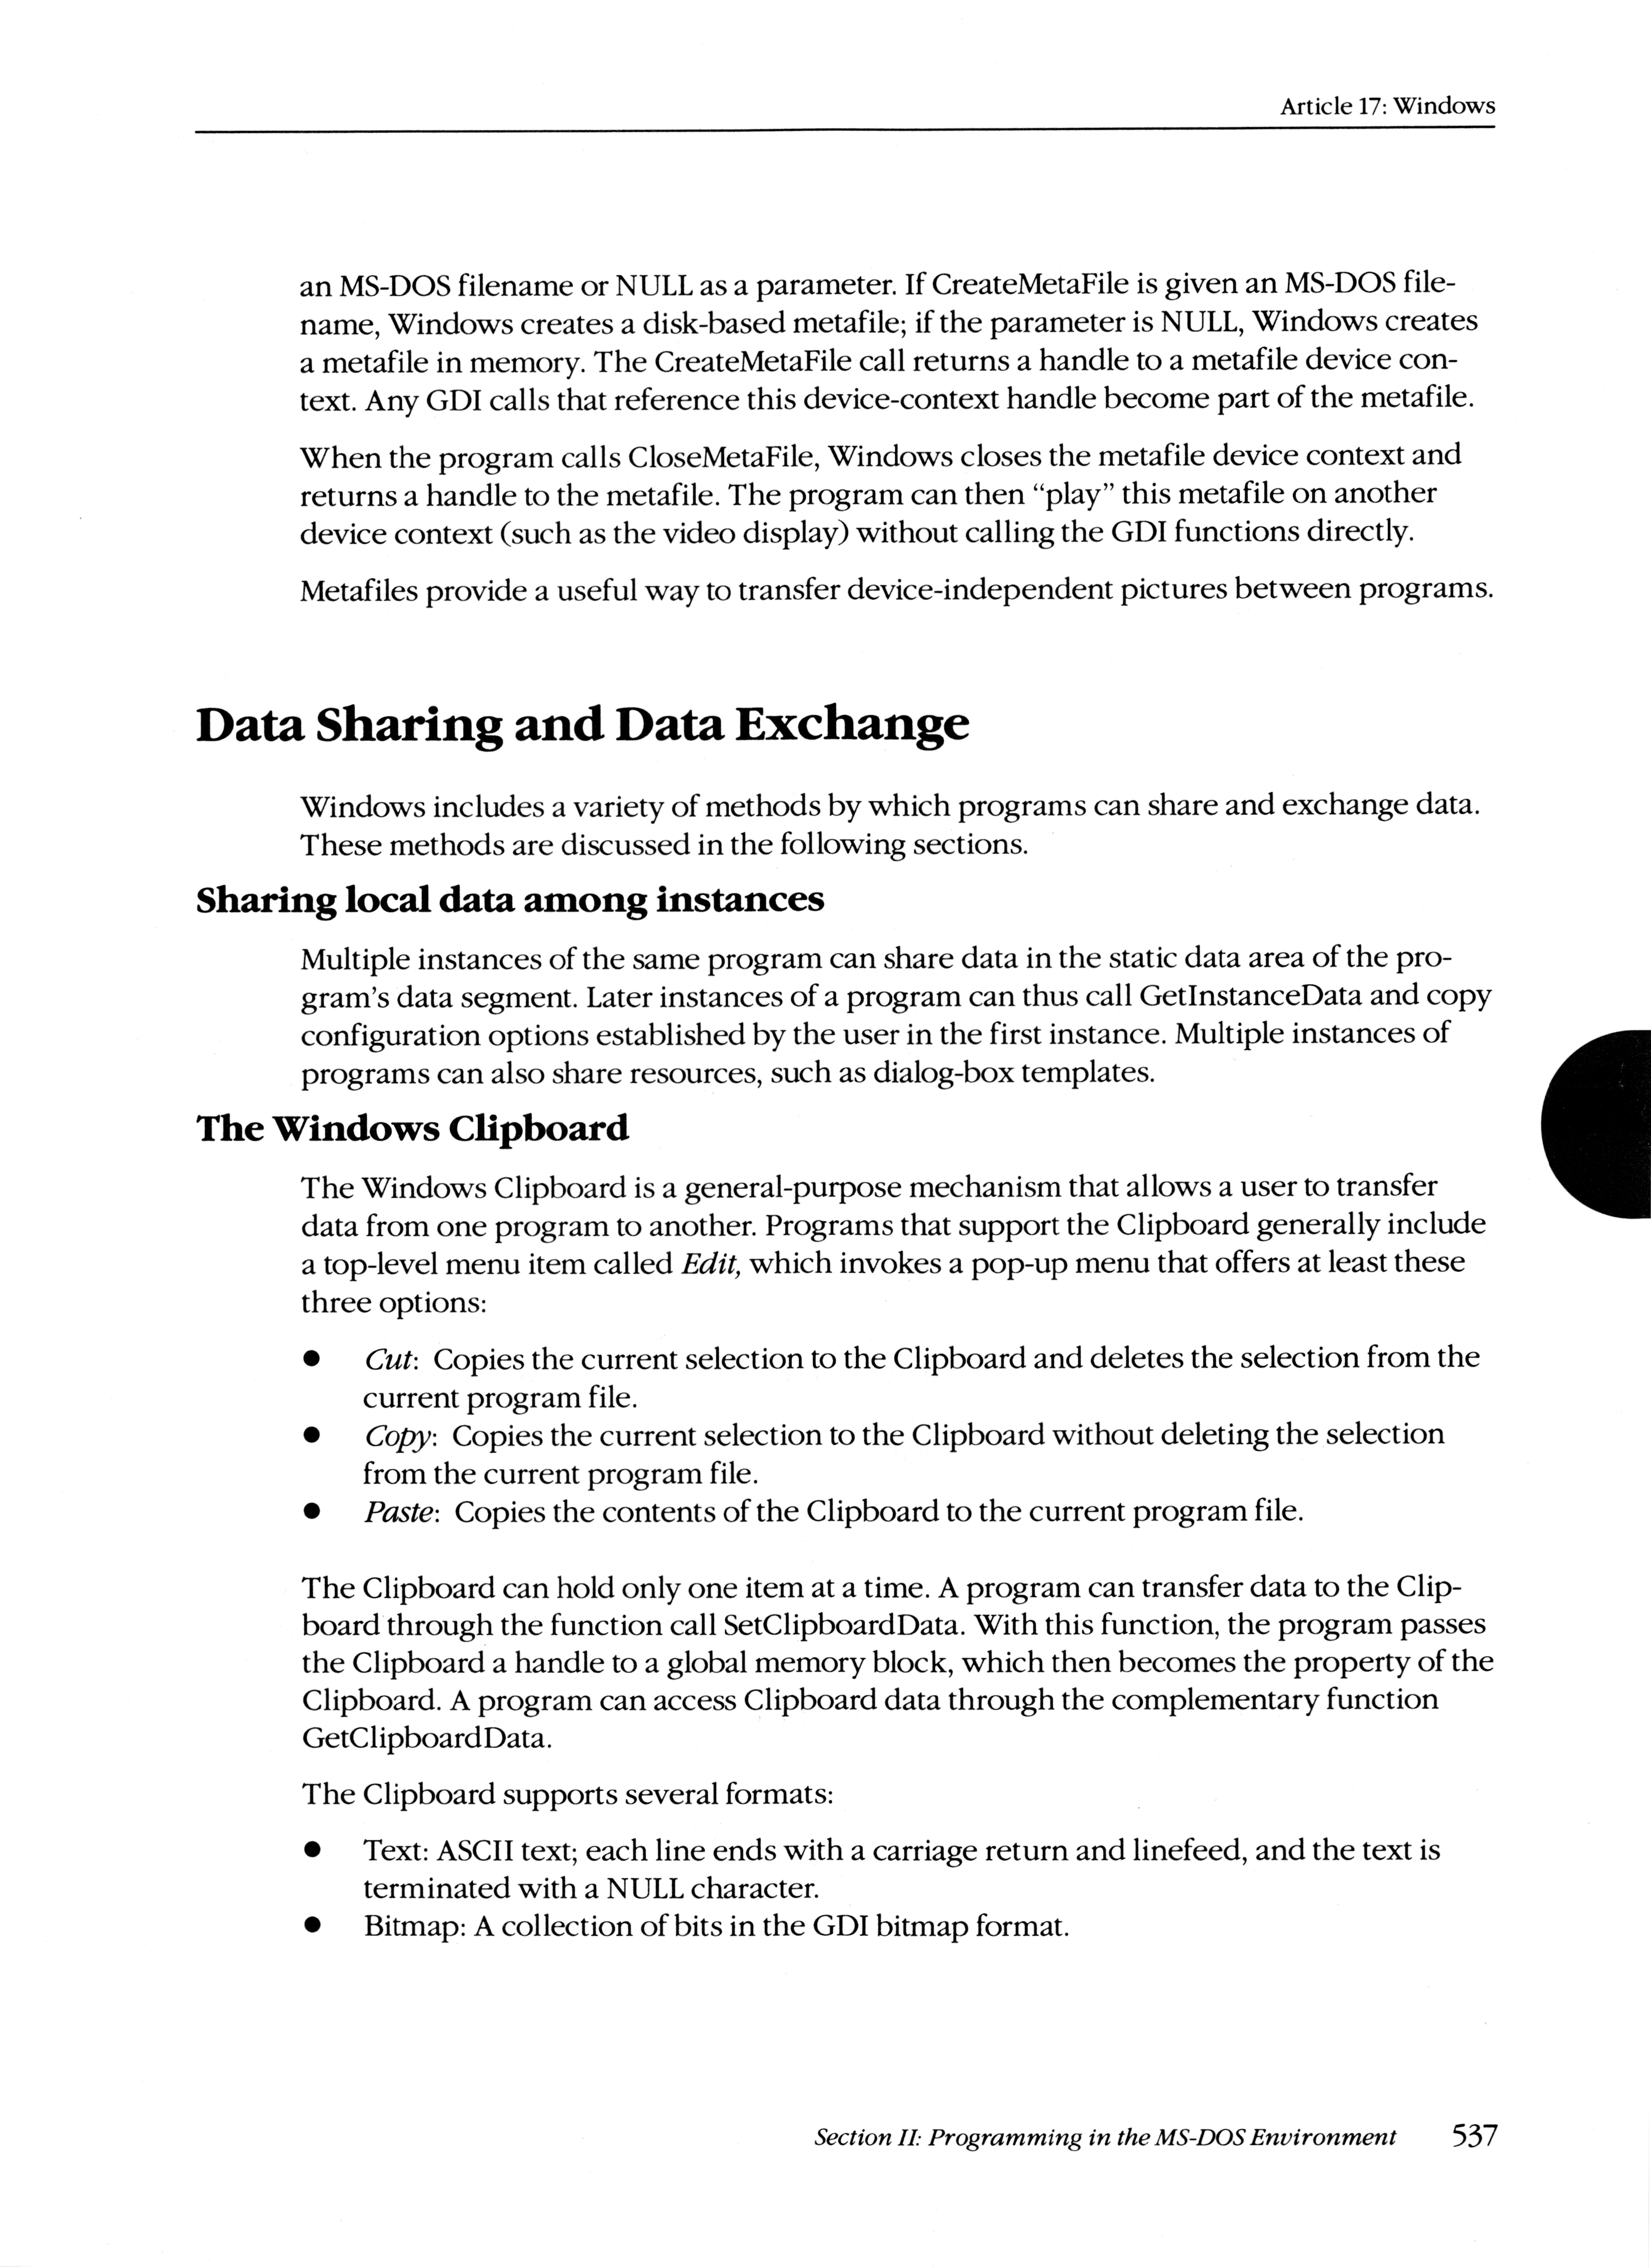 Article 17: Windows
an MS-DOS filename or NULL as a parameter. If CreateMetaFile is given an MS-DOS file-
name, Windows creates a disk-based metafile; if the parameter is NULL, Windows creates
a metafile in memory. The CreateMetaFile call returns a handle to a metafile device con-
text. Any GDI calls that reference this device-context handle become part of the metafile.
When the program calls CloseMetaFile, Windows closes the metafile device context and
returns a handle to the metafile. The program can then “play” this metafile on another
device context (such as the video display) without calling the GDI functions directly.
Metafiles provide a useful way to transfer device-independent pictures between programs.
Data Sharing and Data Exchange
Windows includes a variety of methods by which programs can share and exchange data.
These methods are discussed in the following sections.
Sharing local data among instances
Multiple instances of the same program can share data in the static data area of the pro-
gram’s data segment. Later instances of a program can thus call GetInstanceData and copy
configuration options established by the user in the first instance. Multiple instances of
programs can also share resources, such as dialog-box templates.
The Windows Clipboard
The Windows Clipboard is a general-purpose mechanism that allows a user to transfer
data from one program to another. Programs that support the Clipboard generally include
a top-level menu item called Edit, which invokes a pop-up menu that offers at least these
three options:
● Cut: Copies the current selection to the Clipboard and deletes the selection from the
current program file.
● Copy: Copies the current selection to the Clipboard without deleting the selection
from the current program file.
● Paste: Copies the contents of the Clipboard to the current program file.
The Clipboard can hold only one item at a time. A program can transfer data to the Clip-
board through the function call SetClipboardData. With this function, the program passes
the Clipboard a handle to a global memory block, which then becomes the property of the
Clipboard. A program can access Clipboard data through the complementary function
GetClipboardData.
The Clipboard supports several formats:
● Text: ASCII text; each line ends with a carriage return and linefeed, and the text is
terminated with a NULL character.
● Bitmap: A collection of bits in the GDI bitmap format.
Section II: Programming in the MS-DOS Environment 537